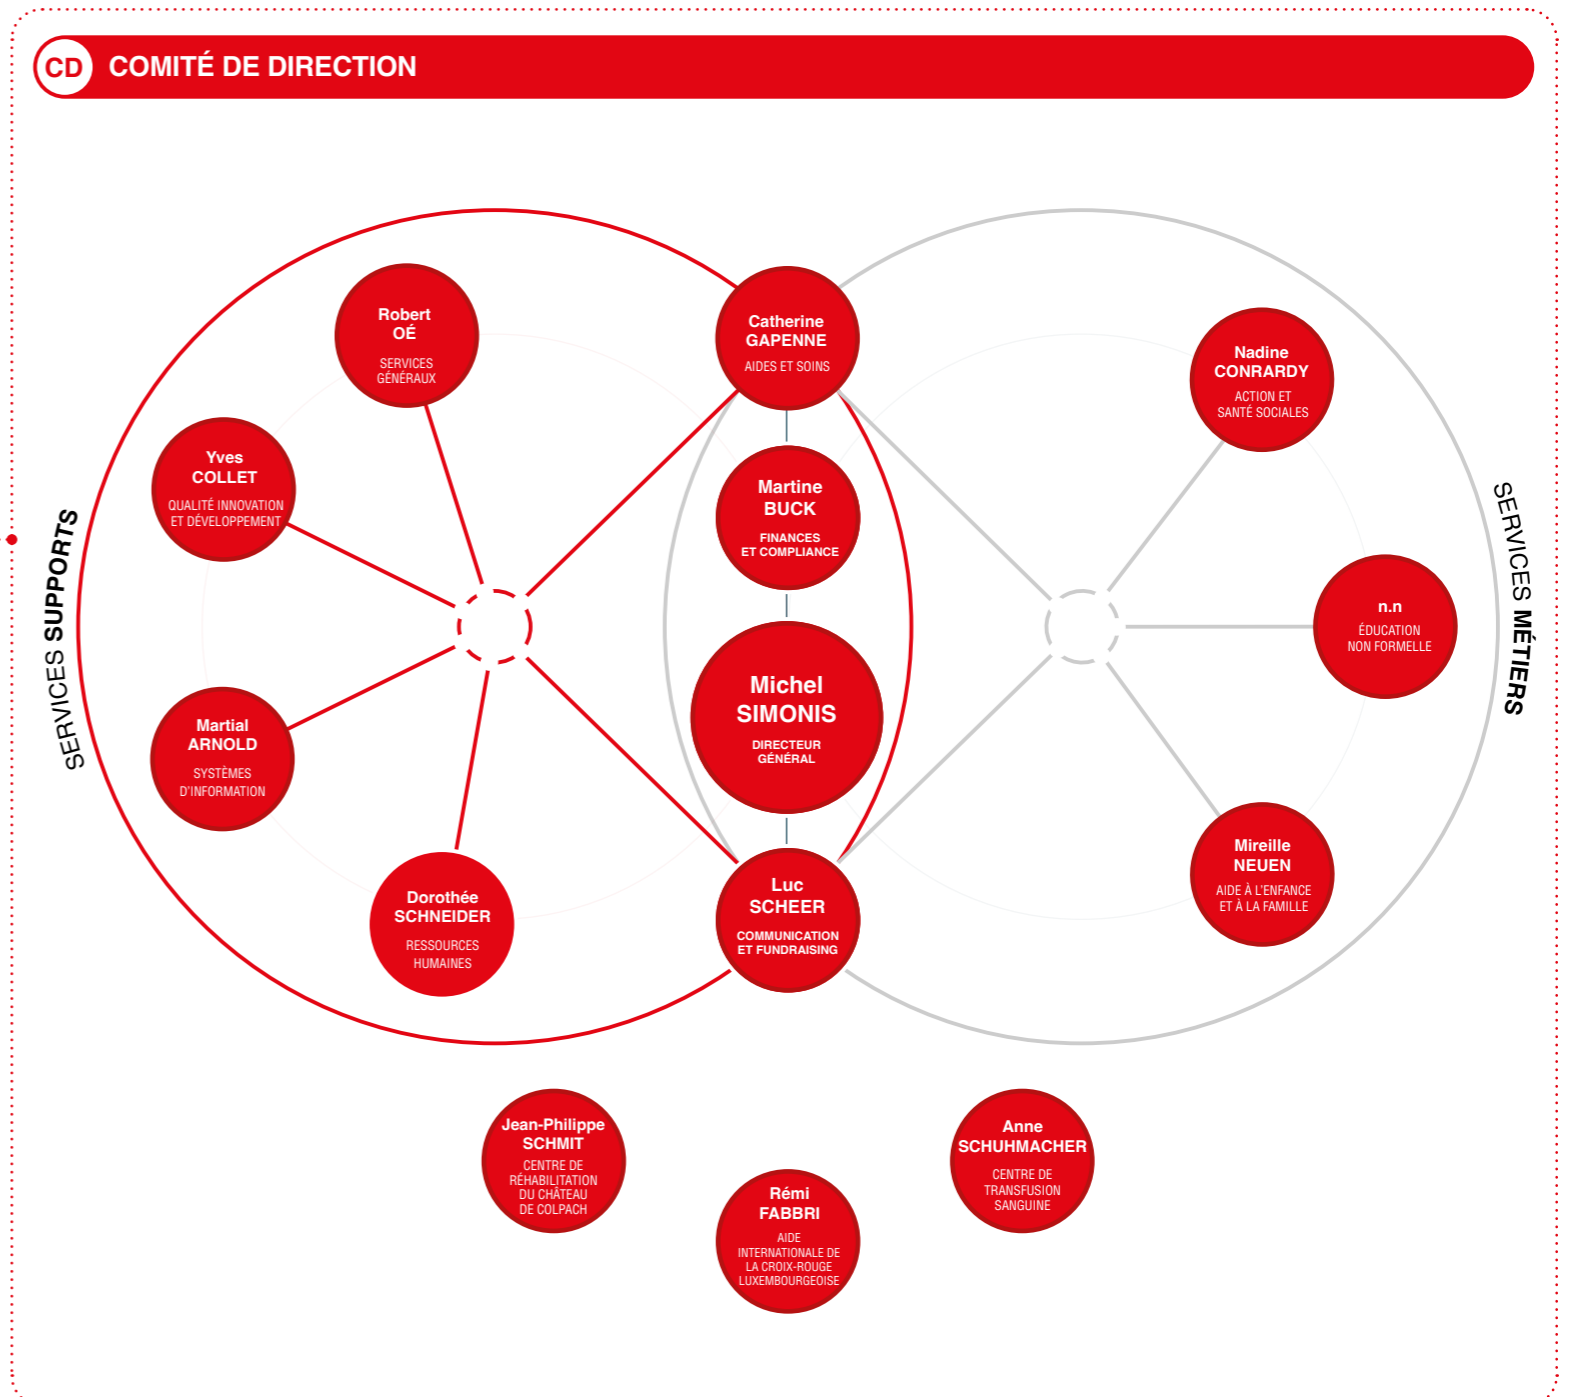 CD COMITÉ DE DIRECTION
SERVICES SUPPORTS
Robert
OÉ
SERVICES
GÉNÉRAUX
Yves
COLLET
QUALITÉ INNOVATION
ET DÉVELOPPEMENT
Martial
ARNOLD
SYSTÈMES
D'INFORMATION
Dorothée
SCHNEIDER
RESSOURCES
HUMAINES
Catherine
GAPENNE
AIDES ET SOINS
Martine
BUCK
FINANCES
ET COMPLIANCE
Michel
SIMONIS
DIRECTEUR
GÉNÉRAL
Luc
SCHEER
COMMUNICATION
ET FUNDRAISING
SERVICES MÉTIERS
Nadine
CONRARDY
ACTION ET
SANTÉ SOCIALES
n.n
ÉDUCATION
NON FORMELLE
Mireille
NEUEN
AIDE À L'ENFANCE
ET À LA FAMILLE
Jean-Philippe
SCHMIT
CENTRE DE
RÉHABILITATION
DU CHÂTEAU
DE COLPACH
Rémi
FABBRI
AIDE
INTERNATIONALE DE
LA CROIX-ROUGE
LUXEMBOURGEOISE
Anne
SCHUHMACHER
CENTRE DE
TRANSFUSION
SANGUINE